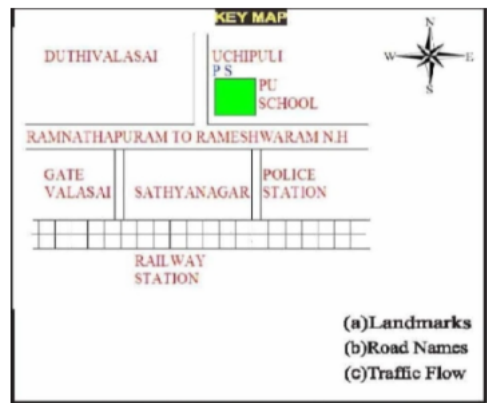 KEY MAP
N
W
E
S
DUTHIVALASAI
UCHIPULI
P S
PU
SCHOOL
RAMNATHAPURAM TO RAMESHWARAM N.H
GATE
VALASAI
SATHYANAGAR
POLICE
STATION
RAILWAY
STATION
(a)Landmarks
(b)Road Names
(c)Traffic Flow